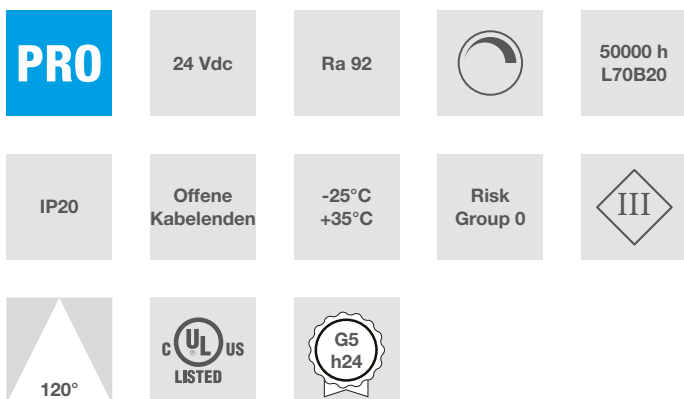 PRO
24 Vdc
Ra 92
50000 h
L70B20
IP20
Offene
Kabelenden
-25°C
+35°C
Risk
Group 0
III
120°
C UL US
®
LISTED
G5
h24